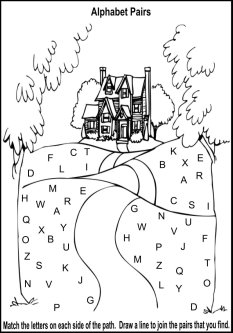 Alphabet Pairs
F C T
D L I
K X E
B A R
M E
H W R
A Y
Q
X B U
O
Z K J
S V
N P G
C S I
G N V U
W J
H F
M P T
Q
Z L D
Y
Match the letters on each side of the path. Draw a line to join the pairs that you find.